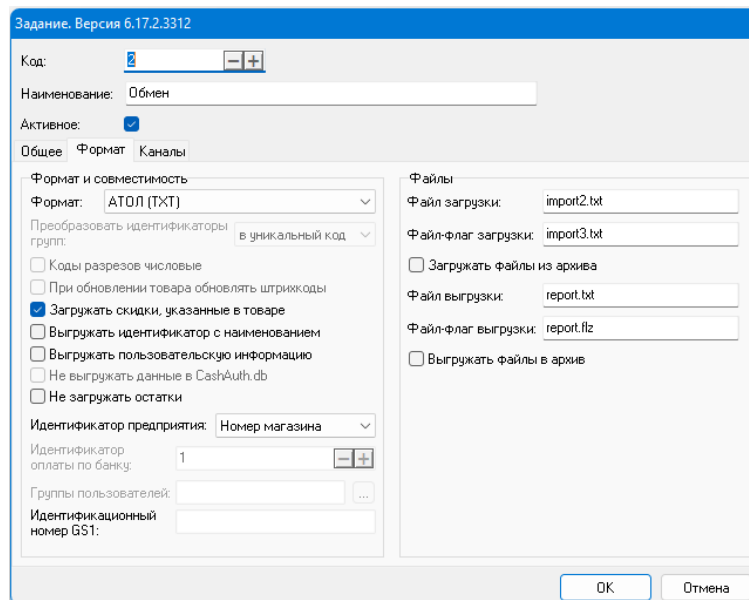 Задание. Версия 6.17.2.3312
Код: 2
Наименование: Обмен
Активное:
Общее Формат Каналы
Формат и совместимость
Формат: АТОЛ (TXT)
Преобразовать идентификаторы групп: в уникальный код
Коды разрезов числовые
При обновлении товара обновлять штрихкоды
Загружать скидки, указанные в товаре
Выгружать идентификатор с наименованием
Выгружать пользовательскую информацию
Не выгружать данные в CashAuth.db
Не загружать остатки
Идентификатор предприятия: Номер магазина
Идентификатор оплаты по банку: 1
Группы пользователей: ...
Идентификационный номер GS1:
Файлы
Файл загрузки: import2.txt
Файл-флаг загрузки: import3.txt
Загружать файлы из архива
Файл выгрузки: report.txt
Файл-флаг выгрузки: report.flz
Выгружать файлы в архив
OK Отмена